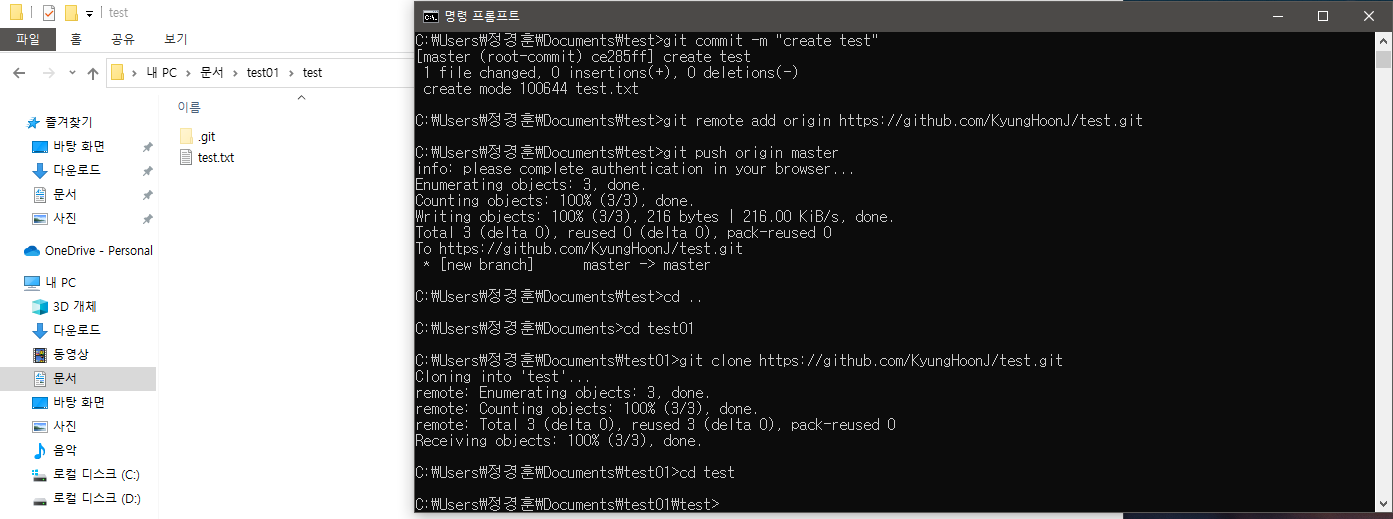 test
파일 홈 공유 보기
내 PC > 문서 > test01 > test
즐겨찾기
바탕 화면
다운로드
문서
사진
OneDrive - Personal
내 PC
3D 개체
다운로드
동영상
문서
바탕 화면
사진
음악
로컬 디스크 (C:)
로컬 디스크 (D:)
이름
.git
test.txt
명령 프롬프트
C:\Users\정경훈\Documents\test>git commit -m "create test"
[master (root-commit) ce285ff] create test
1 file changed, 0 insertions(+), 0 deletions(-)
create mode 100644 test.txt
C:\Users\정경훈\Documents\test>git remote add origin https://github.com/KyungHoonJ/test.git
C:\Users\정경훈\Documents\test>git push origin master
info: please complete authentication in your browser...
Enumerating objects: 3, done.
Counting objects: 100% (3/3), done.
Writing objects: 100% (3/3), 216 bytes | 216.00 KiB/s, done.
Total 3 (delta 0), reused 0 (delta 0), pack-reused 0
To https://github.com/KyungHoonJ/test.git
* [new branch]      master -> master
C:\Users\정경훈\Documents\test>cd ..
C:\Users\정경훈\Documents>cd test01
C:\Users\정경훈\Documents\test01>git clone https://github.com/KyungHoonJ/test.git
Cloning into 'test'...
remote: Enumerating objects: 3, done.
remote: Counting objects: 100% (3/3), done.
remote: Total 3 (delta 0), reused 3 (delta 0), pack-reused 0
Receiving objects: 100% (3/3), done.
C:\Users\정경훈\Documents\test01>cd test
C:\Users\정경훈\Documents\test01\test>